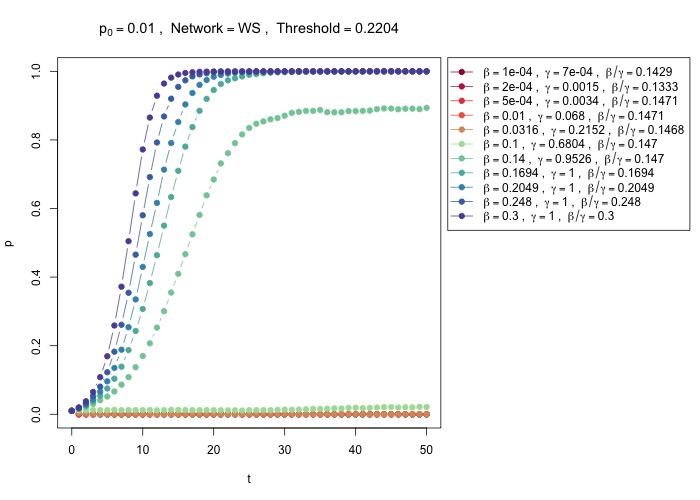 p₀ = 0.01 , Network = WS , Threshold = 0.2204
1.0
0.8
0.6
0.4
0.2
0.0
p
0 10 20 30 40 50
t
β = 1e-04 , γ = 7e-04 , β/γ = 0.1429
β = 2e-04 , γ = 0.0015 , β/γ = 0.1333
β = 5e-04 , γ = 0.0034 , β/γ = 0.1471
β = 0.01 , γ = 0.068 , β/γ = 0.1471
β = 0.0316 , γ = 0.2152 , β/γ = 0.1468
β = 0.1 , γ = 0.6804 , β/γ = 0.147
β = 0.14 , γ = 0.9526 , β/γ = 0.147
β = 0.1694 , γ = 1 , β/γ = 0.1694
β = 0.2049 , γ = 1 , β/γ = 0.2049
β = 0.248 , γ = 1 , β/γ = 0.248
β = 0.3 , γ = 1 , β/γ = 0.3